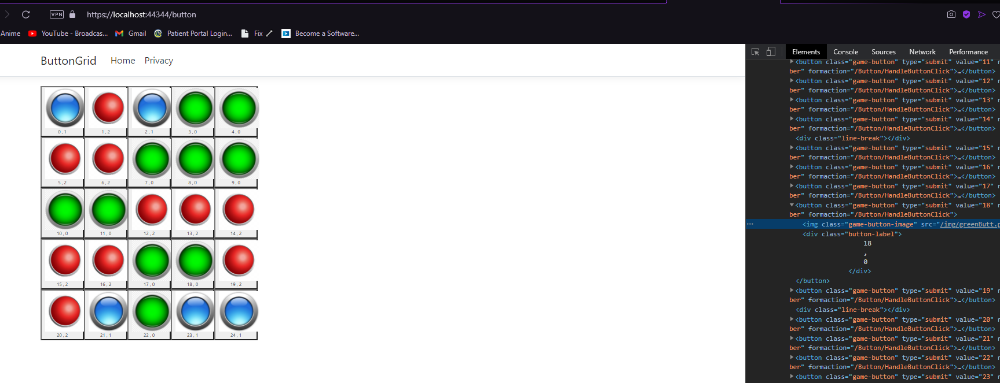 VPN https://localhost:44344/button
Anime YouTube - Broadcas... Gmail Patient Portal Login... Fix Become a Software...
ButtonGrid Home Privacy
0 , 1 1 , 2 2 , 1 3 , 0 4 , 0
5 , 2 6 , 2 7 , 0 8 , 0 9 , 0
10 , 0 11 , 0 12 , 2 13 , 2 14 , 2
15 , 2 16 , 2 17 , 0 18 , 0 19 , 2
20 , 2 21 , 1 22 , 0 23 , 1 24 , 1
Elements Console Sources Network Performance
<button class="game-button" type="submit" value="11"
ber" formaction="/Button/HandleButtonClick">…</button>
<button class="game-button" type="submit" value="12"
ber" formaction="/Button/HandleButtonClick">…</button>
<button class="game-button" type="submit" value="13"
ber" formaction="/Button/HandleButtonClick">…</button>
<button class="game-button" type="submit" value="14"
ber" formaction="/Button/HandleButtonClick">…</button>
<div class="line-break"></div>
<button class="game-button" type="submit" value="15"
ber" formaction="/Button/HandleButtonClick">…</button>
<button class="game-button" type="submit" value="16"
ber" formaction="/Button/HandleButtonClick">…</button>
<button class="game-button" type="submit" value="17"
ber" formaction="/Button/HandleButtonClick">…</button>
<button class="game-button" type="submit" value="18"
ber" formaction="/Button/HandleButtonClick">
<img class="game-button-image" src="/img/greenButt.p
<div class="button-label">
18
,
0
</div>
</button>
<button class="game-button" type="submit" value="19"
ber" formaction="/Button/HandleButtonClick">…</button>
<div class="line-break"></div>
<button class="game-button" type="submit" value="20"
ber" formaction="/Button/HandleButtonClick">…</button>
<button class="game-button" type="submit" value="21"
ber" formaction="/Button/HandleButtonClick">…</button>
<button class="game-button" type="submit" value="22"
ber" formaction="/Button/HandleButtonClick">…</button>
<button class="game-button" type="submit" value="23"